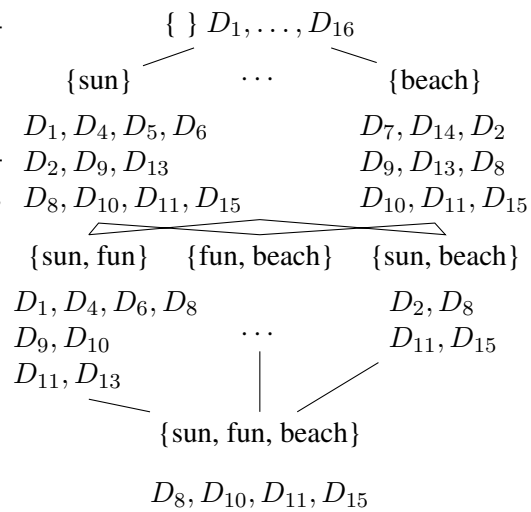 { } D₁, . . . , D₁₆
{sun} · · · {beach}
D₁, D₄, D₅, D₆ D₇, D₁₄, D₂
D₂, D₉, D₁₃ D₉, D₁₃, D₈
D₈, D₁₀, D₁₁, D₁₅ D₁₀, D₁₁, D₁₅
{sun, fun} {fun, beach} {sun, beach}
D₁, D₄, D₆, D₈ D₂, D₈
D₉, D₁₀ · · · D₁₁, D₁₅
D₁₁, D₁₃
{sun, fun, beach}
D₈, D₁₀, D₁₁, D₁₅